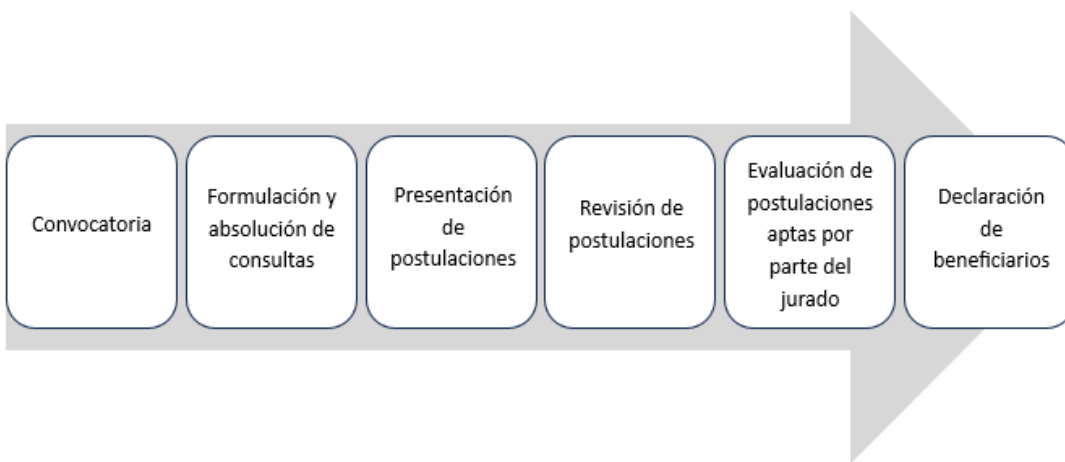 Convocatoria
Formulación y
absolución de
consultas
Presentación
de
postulaciones
Revisión de
postulaciones
Evaluación de
postulaciones
aptas por
parte del
jurado
Declaración
de
beneficiarios